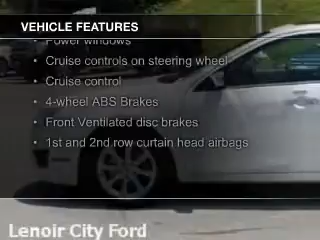 VEHICLE FEATURES
• Power windows
• Cruise controls on steering wheel
• Cruise control
• 4-wheel ABS Brakes
• Front Ventilated disc brakes
• 1st and 2nd row curtain head airbags
Lenoir City Ford